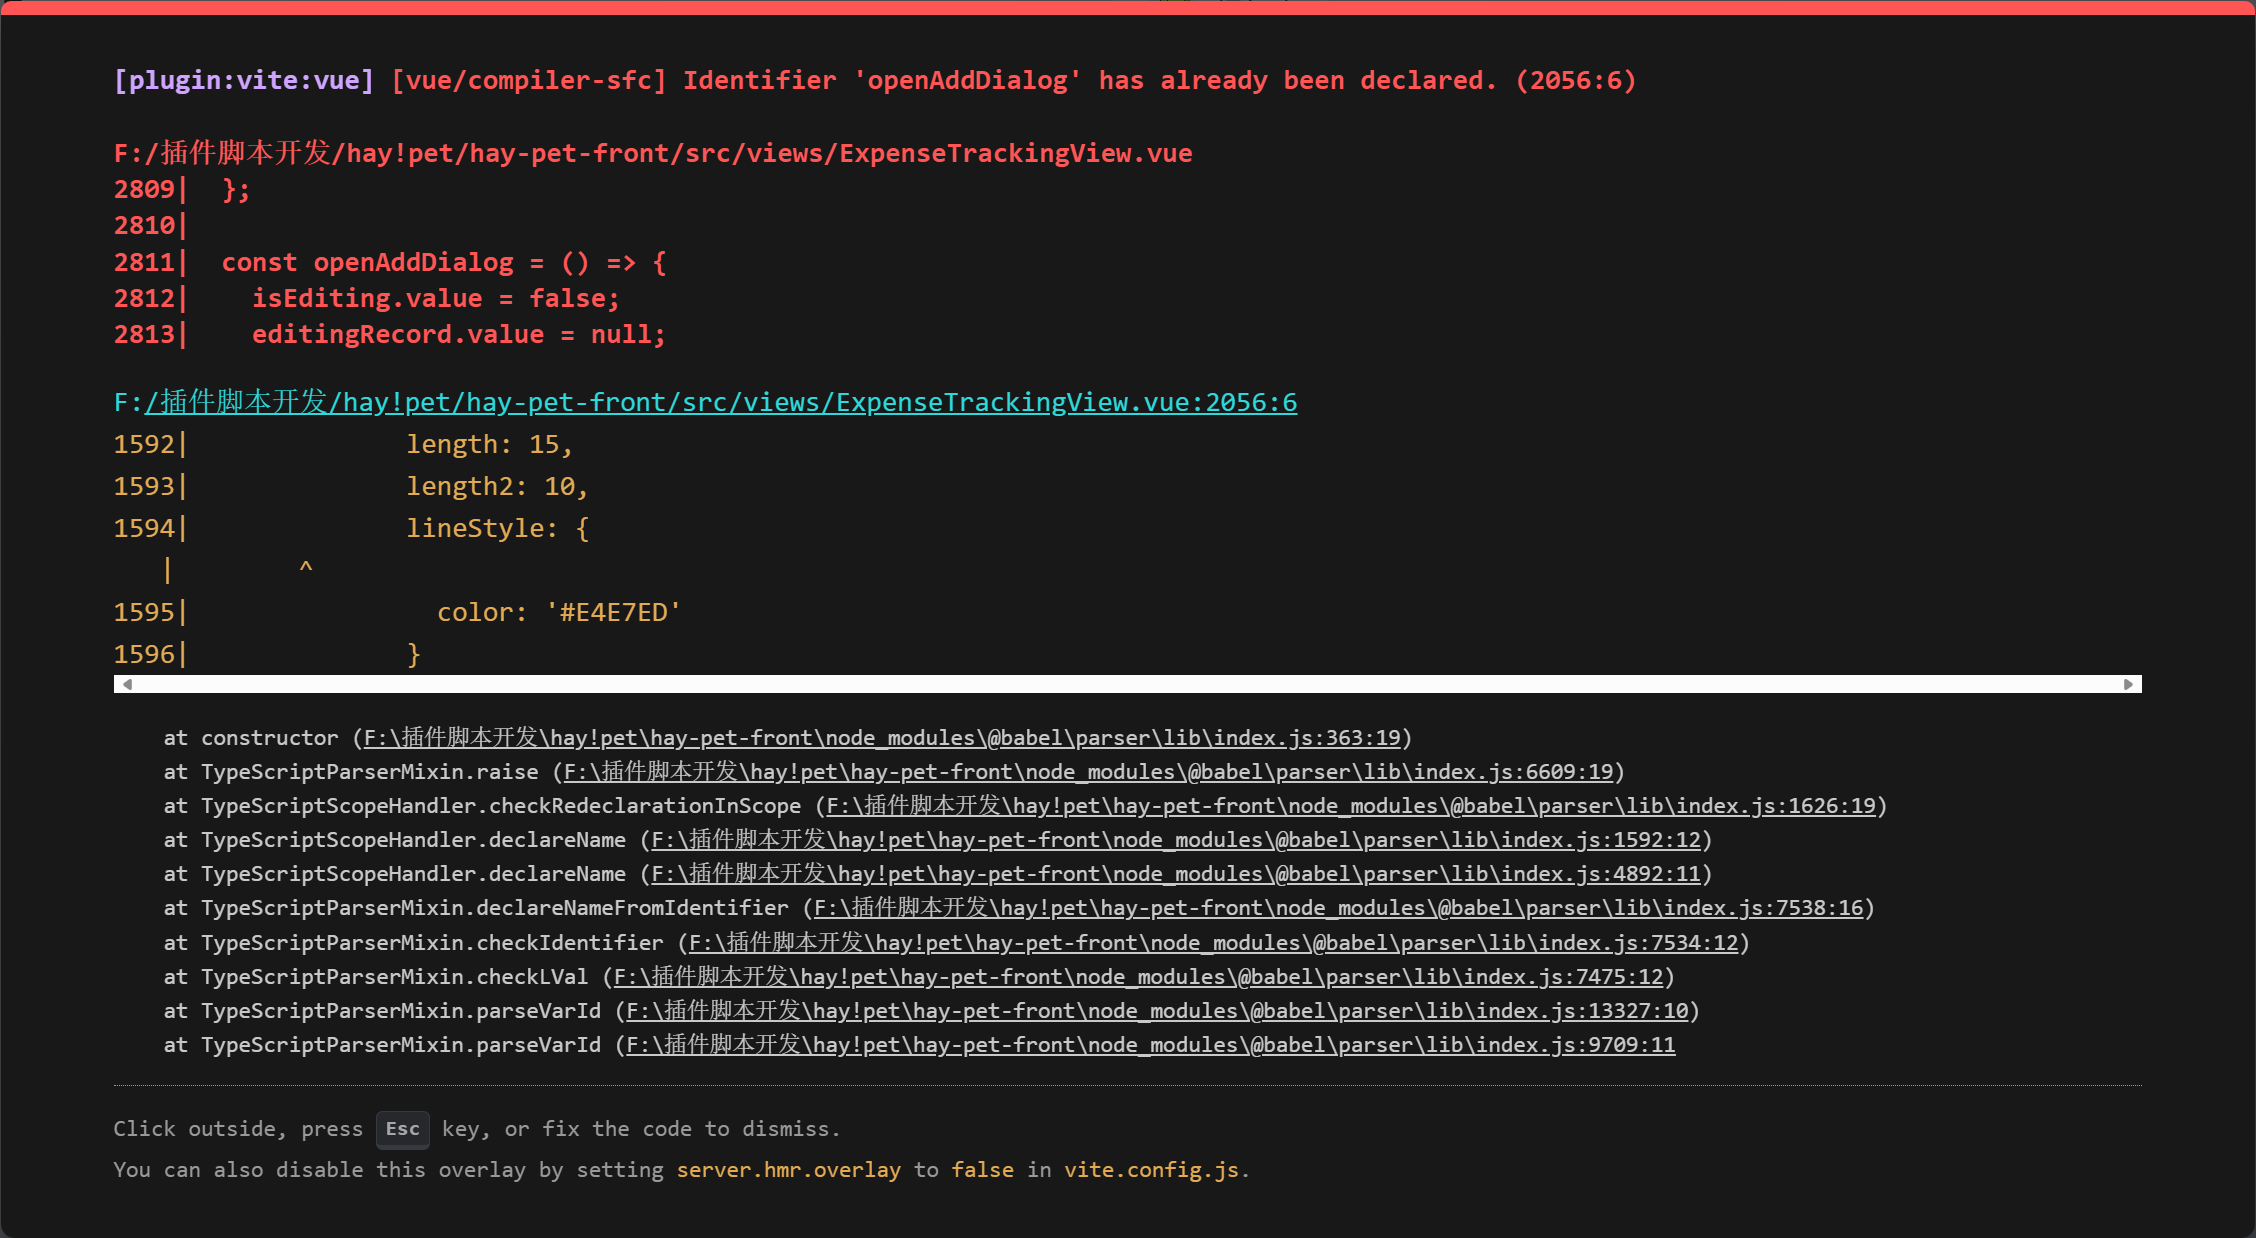 [plugin:vite:vue] [vue/compiler-sfc] Identifier 'openAddDialog' has already been declared. (2056:6)
F:/插件脚本开发/hay!pet/hay-pet-front/src/views/ExpenseTrackingView.vue
2809|  };
2810|
2811|  const openAddDialog = () => {
2812|    isEditing.value = false;
2813|    editingRecord.value = null;
F:/插件脚本开发/hay!pet/hay-pet-front/src/views/ExpenseTrackingView.vue:2056:6
1592|              length: 15,
1593|              length2: 10,
1594|              lineStyle: {
   |        ^
1595|                color: '#E4E7ED'
1596|              }
at constructor (F:\插件脚本开发\hay!pet\hay-pet-front\node_modules\@babel\parser\lib\index.js:363:19)
at TypeScriptParserMixin.raise (F:\插件脚本开发\hay!pet\hay-pet-front\node_modules\@babel\parser\lib\index.js:6609:19)
at TypeScriptScopeHandler.checkRedeclarationInScope (F:\插件脚本开发\hay!pet\hay-pet-front\node_modules\@babel\parser\lib\index.js:1626:19)
at TypeScriptScopeHandler.declareName (F:\插件脚本开发\hay!pet\hay-pet-front\node_modules\@babel\parser\lib\index.js:1592:12)
at TypeScriptScopeHandler.declareName (F:\插件脚本开发\hay!pet\hay-pet-front\node_modules\@babel\parser\lib\index.js:4892:11)
at TypeScriptParserMixin.declareNameFromIdentifier (F:\插件脚本开发\hay!pet\hay-pet-front\node_modules\@babel\parser\lib\index.js:7538:16)
at TypeScriptParserMixin.checkIdentifier (F:\插件脚本开发\hay!pet\hay-pet-front\node_modules\@babel\parser\lib\index.js:7534:12)
at TypeScriptParserMixin.checkLVal (F:\插件脚本开发\hay!pet\hay-pet-front\node_modules\@babel\parser\lib\index.js:7475:12)
at TypeScriptParserMixin.parseVarId (F:\插件脚本开发\hay!pet\hay-pet-front\node_modules\@babel\parser\lib\index.js:13327:10)
at TypeScriptParserMixin.parseVarId (F:\插件脚本开发\hay!pet\hay-pet-front\node_modules\@babel\parser\lib\index.js:9709:11
Click outside, press Esc key, or fix the code to dismiss.
You can also disable this overlay by setting server.hmr.overlay to false in vite.config.js.